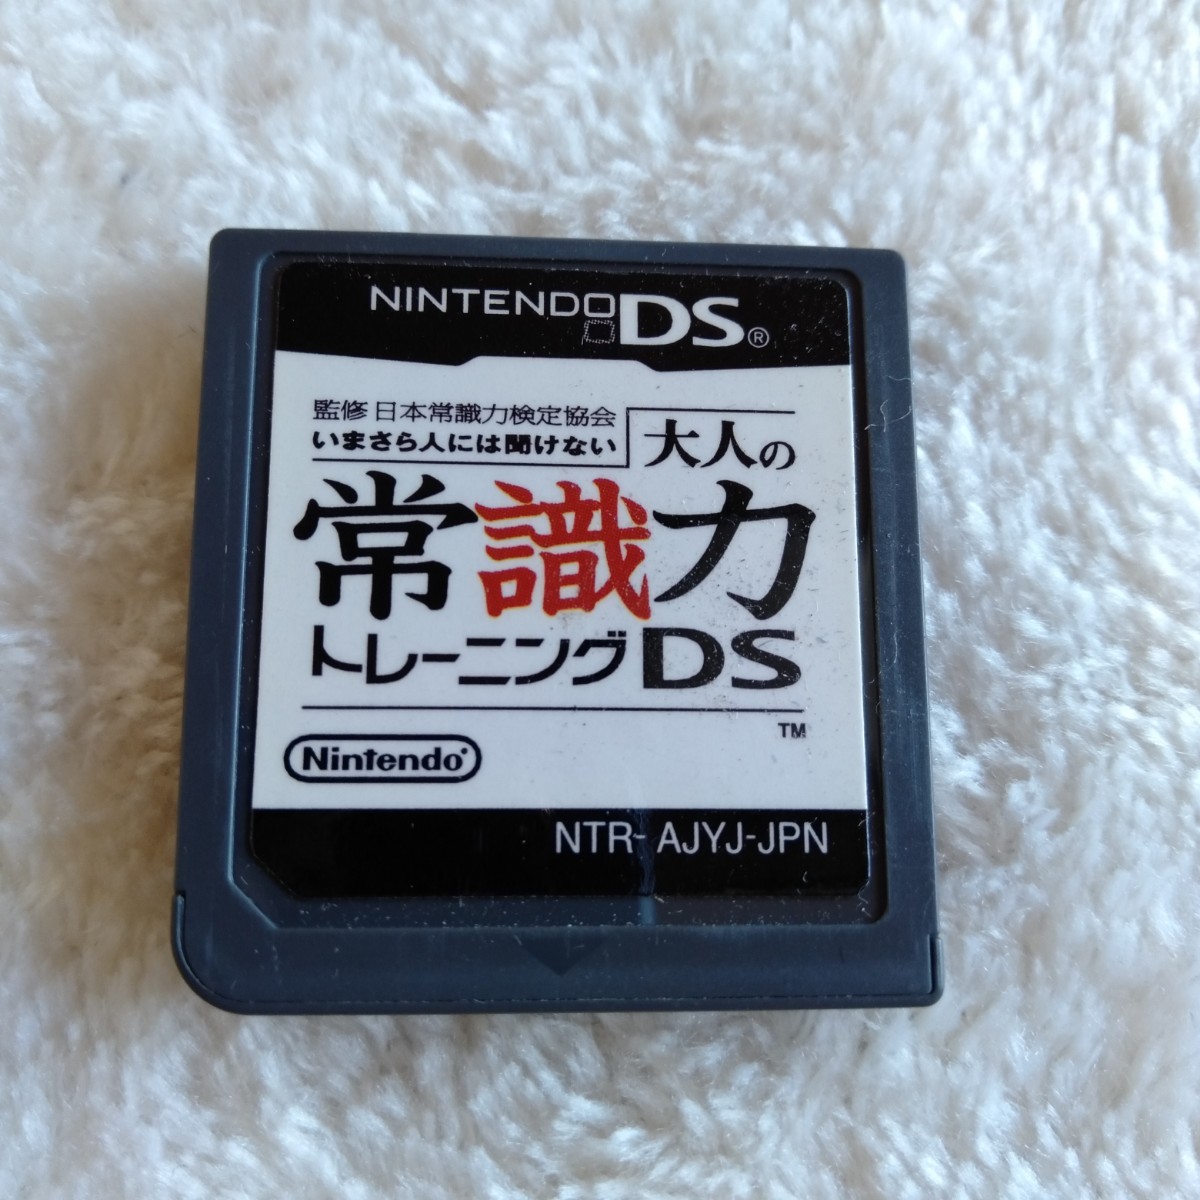 NINTENDO DS®
監修 日本常識力検定協会
いまさら人には聞けない
大人の
常識力
トレーニングDS
TM
Nintendo
NTR- AJYJ-JPN